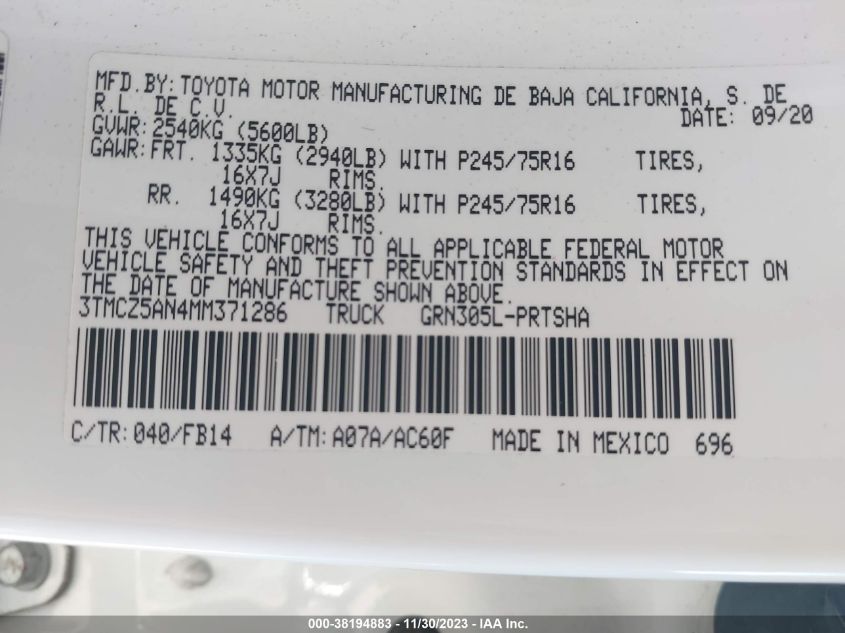 MFD.BY:TOYOTA MOTOR MANUFACTURING DE BAJA CALIFORNIA, S. DE
R.L. DE C.V. DATE: 09/20
GVWR:2540KG (5600LB)
GAWR:FRT. 1335KG (2940LB) WITH P245/75R16 TIRES,
16X7J RIMS.
RR. 1490KG (3280LB) WITH P245/75R16 TIRES,
16X7J RIMS.
THIS VEHICLE CONFORMS TO ALL APPLICABLE FEDERAL MOTOR
VEHICLE SAFETY AND THEFT PREVENTION STANDARDS IN EFFECT ON
THE DATE OF MANUFACTURE SHOWN ABOVE.
3TMCZ5AN4MM371286 TRUCK GRN305L-PRTSHA
C/TR:040/FB14 A/TM:A07A/AC60F MADE IN MEXICO 696
000-38194883 - 11/30/2023 - IAA Inc.